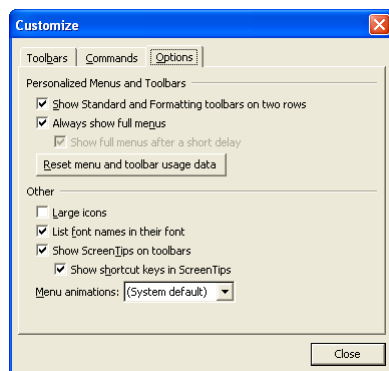 Customize
Toolbars
Commands
Options
Personalized Menus and Toolbars
Show Standard and Formatting toolbars on two rows
Always show full menus
Show full menus after a short delay
Reset menu and toolbar usage data
Other
Large icons
List font names in their font
Show ScreenTips on toolbars
Show shortcut keys in ScreenTips
Menu animations: (System default)
Close